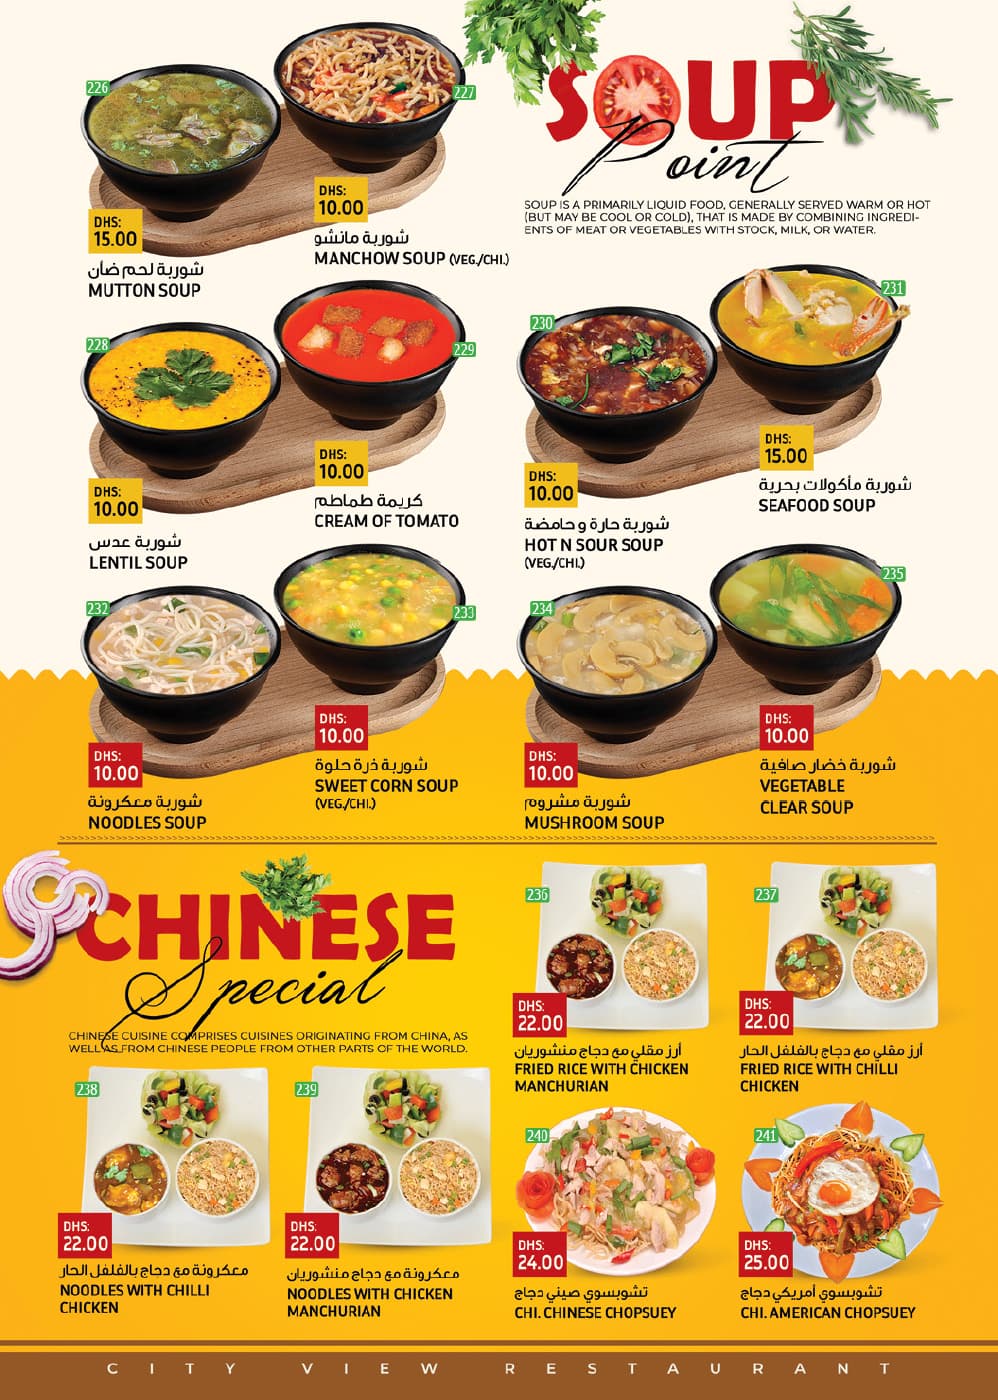 SOUP
Point
SOUP IS A PRIMARILY LIQUID FOOD, GENERALLY SERVED WARM OR HOT
(BUT MAY BE COOL OR COLD), THAT IS MADE BY COMBINING INGREDI-
ENTS OF MEAT OR VEGETABLES WITH STOCK, MILK, OR WATER.
226
DHS:
15.00
شوربة لحم ضأن
MUTTON SOUP
227
DHS:
10.00
شوربة مانشو
MANCHOW SOUP (VEG./CHI.)
228
DHS:
10.00
شوربة عدس
LENTIL SOUP
229
DHS:
10.00
كريمة طماطم
CREAM OF TOMATO
230
DHS:
10.00
شوربة حارة و حامضة
HOT N SOUR SOUP
(VEG./CHI.)
231
DHS:
15.00
شوربة مأكولات بحرية
SEAFOOD SOUP
232
DHS:
10.00
شوربة معكرونة
NOODLES SOUP
233
DHS:
10.00
شوربة ذرة حلوة
SWEET CORN SOUP
(VEG./CHI.)
234
DHS:
10.00
شوربة مشروم
MUSHROOM SOUP
235
DHS:
10.00
شوربة خضار صافية
VEGETABLE
CLEAR SOUP
CHINESE
Special
CHINESE CUISINE COMPRISES CUISINES ORIGINATING FROM CHINA, AS
WELL AS FROM CHINESE PEOPLE FROM OTHER PARTS OF THE WORLD.
236
DHS:
22.00
أرز مقلي مع دجاج منشوريان
FRIED RICE WITH CHICKEN
MANCHURIAN
237
DHS:
22.00
أرز مقلي مع دجاج بالفلفل الحار
FRIED RICE WITH CHILLI
CHICKEN
238
DHS:
22.00
معكرونة مع دجاج بالفلفل الحار
NOODLES WITH CHILLI
CHICKEN
239
DHS:
22.00
معكرونة مع دجاج منشوريان
NOODLES WITH CHICKEN
MANCHURIAN
240
DHS:
24.00
تشوبسوي صيني دجاج
CHI. CHINESE CHOPSUEY
241
DHS:
25.00
تشوبسوي أمريكي دجاج
CHI. AMERICAN CHOPSUEY
CITY VIEW RESTAURANT